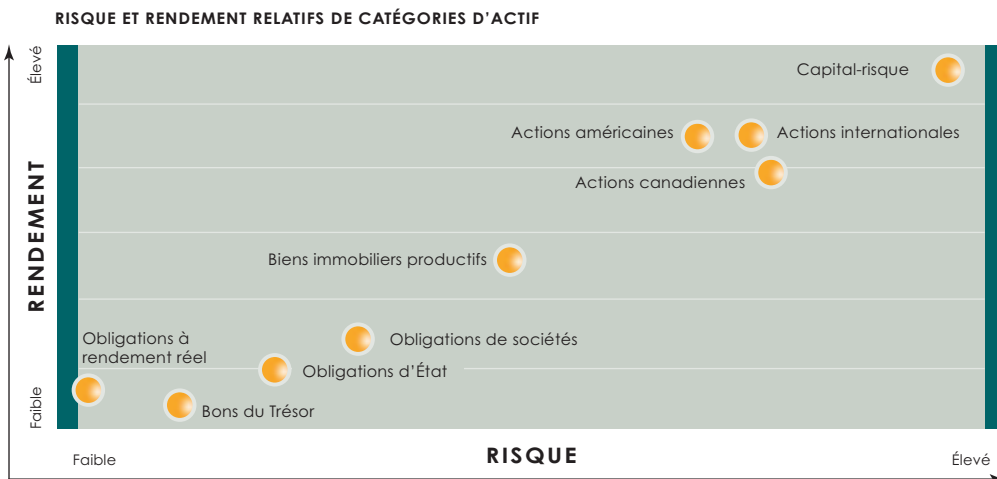 RISQUE ET RENDEMENT RELATIFS DE CATÉGORIES D’ACTIF
Élevé
RENDEMENT
Faible
Capital-risque
Actions américaines
Actions internationales
Actions canadiennes
Biens immobiliers productifs
Obligations à
rendement réel
Obligations de sociétés
Obligations d’État
Bons du Trésor
Faible
RISQUE
Élevé